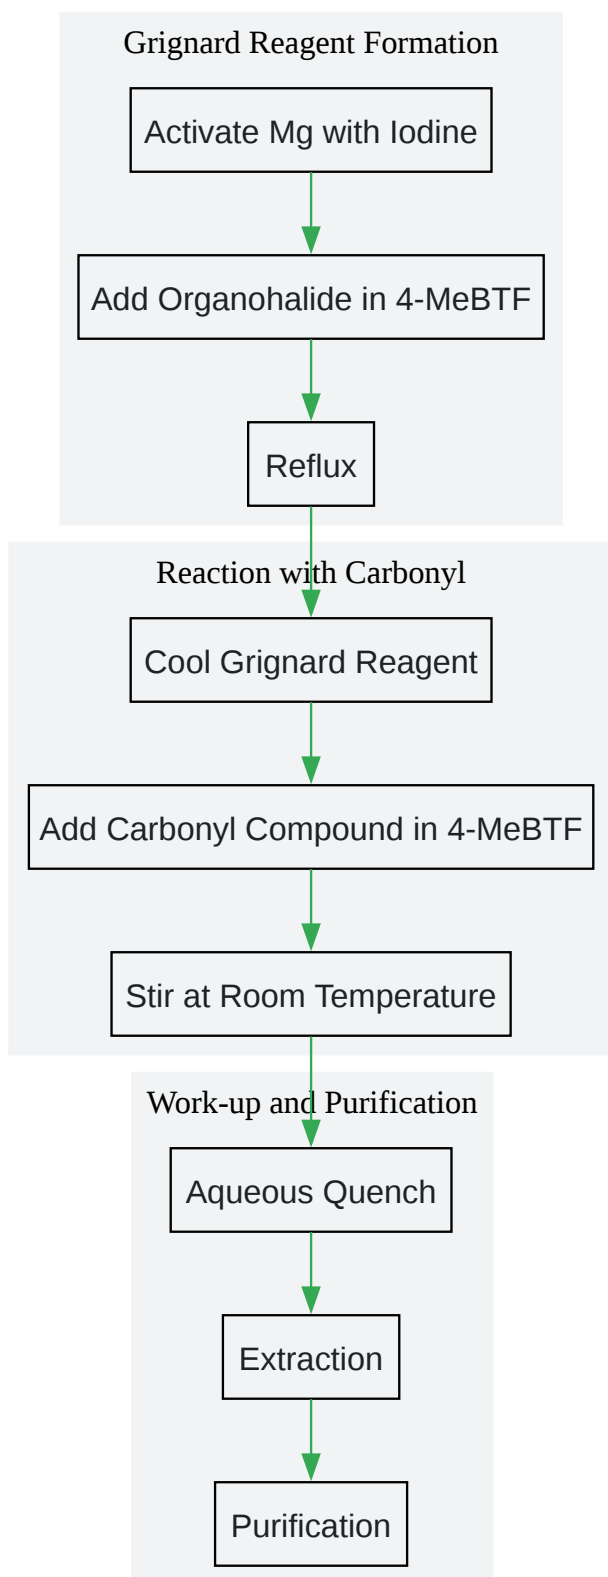 Grignard Reagent Formation
Activate Mg with Iodine
Add Organohalide in 4-MeBTF
Reflux
Reaction with Carbonyl
Cool Grignard Reagent
Add Carbonyl Compound in 4-MeBTF
Stir at Room Temperature
Work-up and Purification
Aqueous Quench
Extraction
Purification